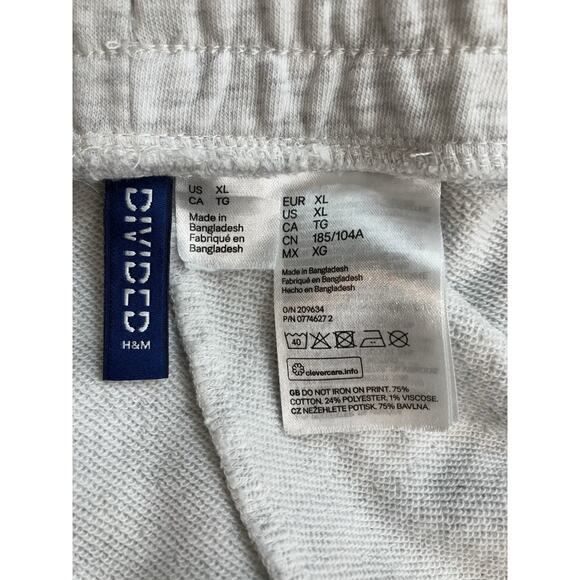 DIVIDED
H&M
US XL
CA TG
Made in
Bangladesh
Fabriqué en
Bangladesh
EUR XL
US XL
CA TG
CN 185/104A
MX XG
Made in Bangladesh
Fabriqué en Bangladesh
Hecho en Bangladesh
O/N 209634
P/N 0774627 2
40
clevercare.info
GB DO NOT IRON ON PRINT. 75%
COTTON, 24% POLYESTER, 1% VISCOSE.
CZ NEŽEHLETE POTISK. 75% BAVLNA,